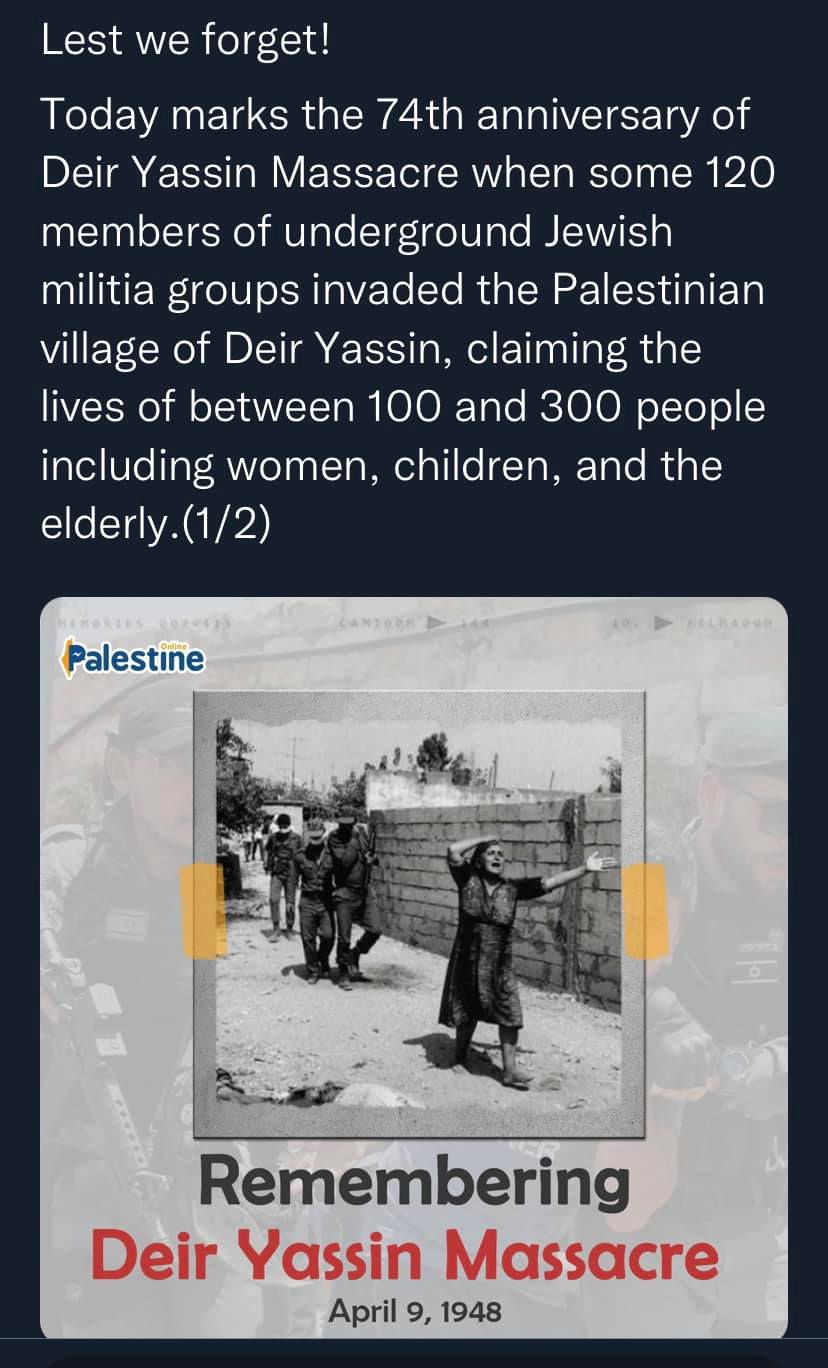 Lest we forget!
Today marks the 74th anniversary of
Deir Yassin Massacre when some 120
members of underground Jewish
militia groups invaded the Palestinian
village of Deir Yassin, claiming the
lives of between 100 and 300 people
including women, children, and the
elderly.(1/2)
MEMORIES
Online
Palestine
Remembering
Deir Yassin Massacre
April 9, 1948